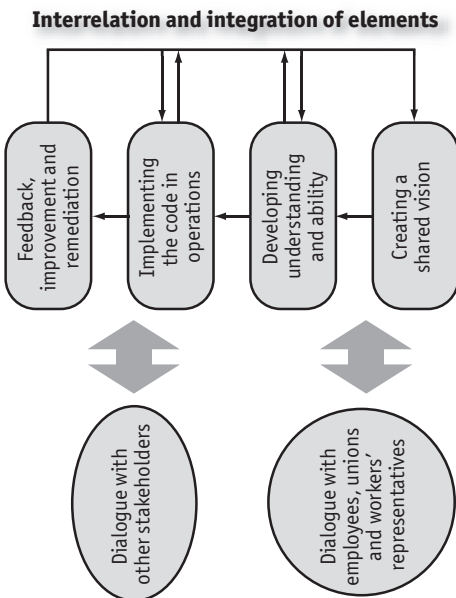 Interrelation and integration of elements
Feedback,
improvement and
remediation
Implementing
the code in
operations
Developing
understanding
and ability
Creating a
shared vision
Dialogue with
other stakeholders
Dialogue with
employees, unions
and workers’
representatives